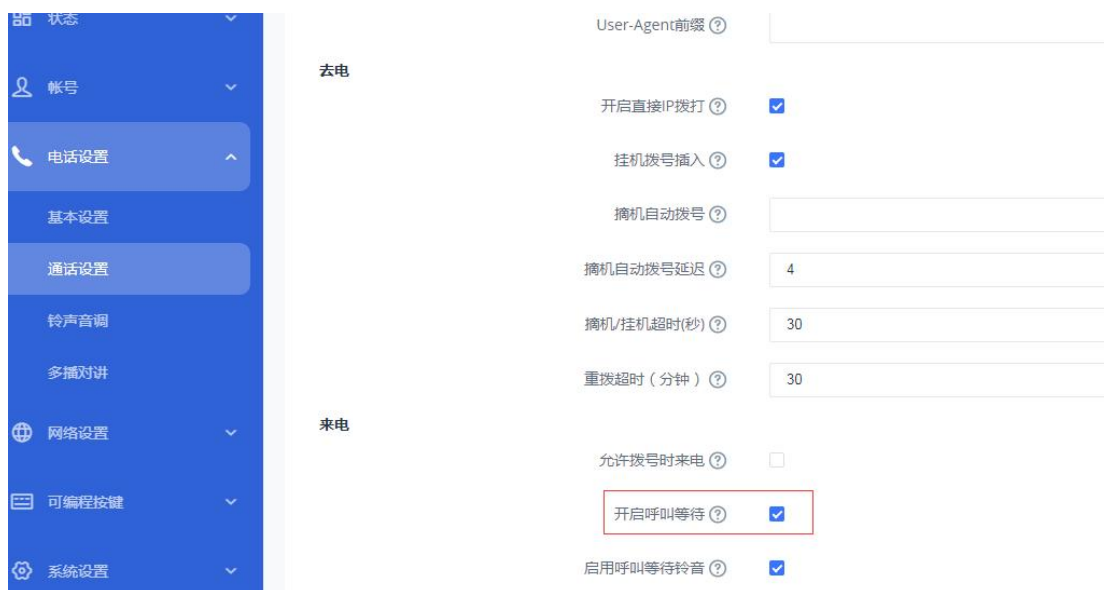 状态
帐号
电话设置
基本设置
通话设置
铃声音调
多播对讲
网络设置
可编程按键
系统设置
User-Agent前缀
去电
开启直接IP拨打
挂机拨号插入
摘机自动拨号
摘机自动拨号延迟 4
摘机/挂机超时(秒) 30
重拨超时（分钟） 30
来电
允许拨号时来电
开启呼叫等待
启用呼叫等待铃音